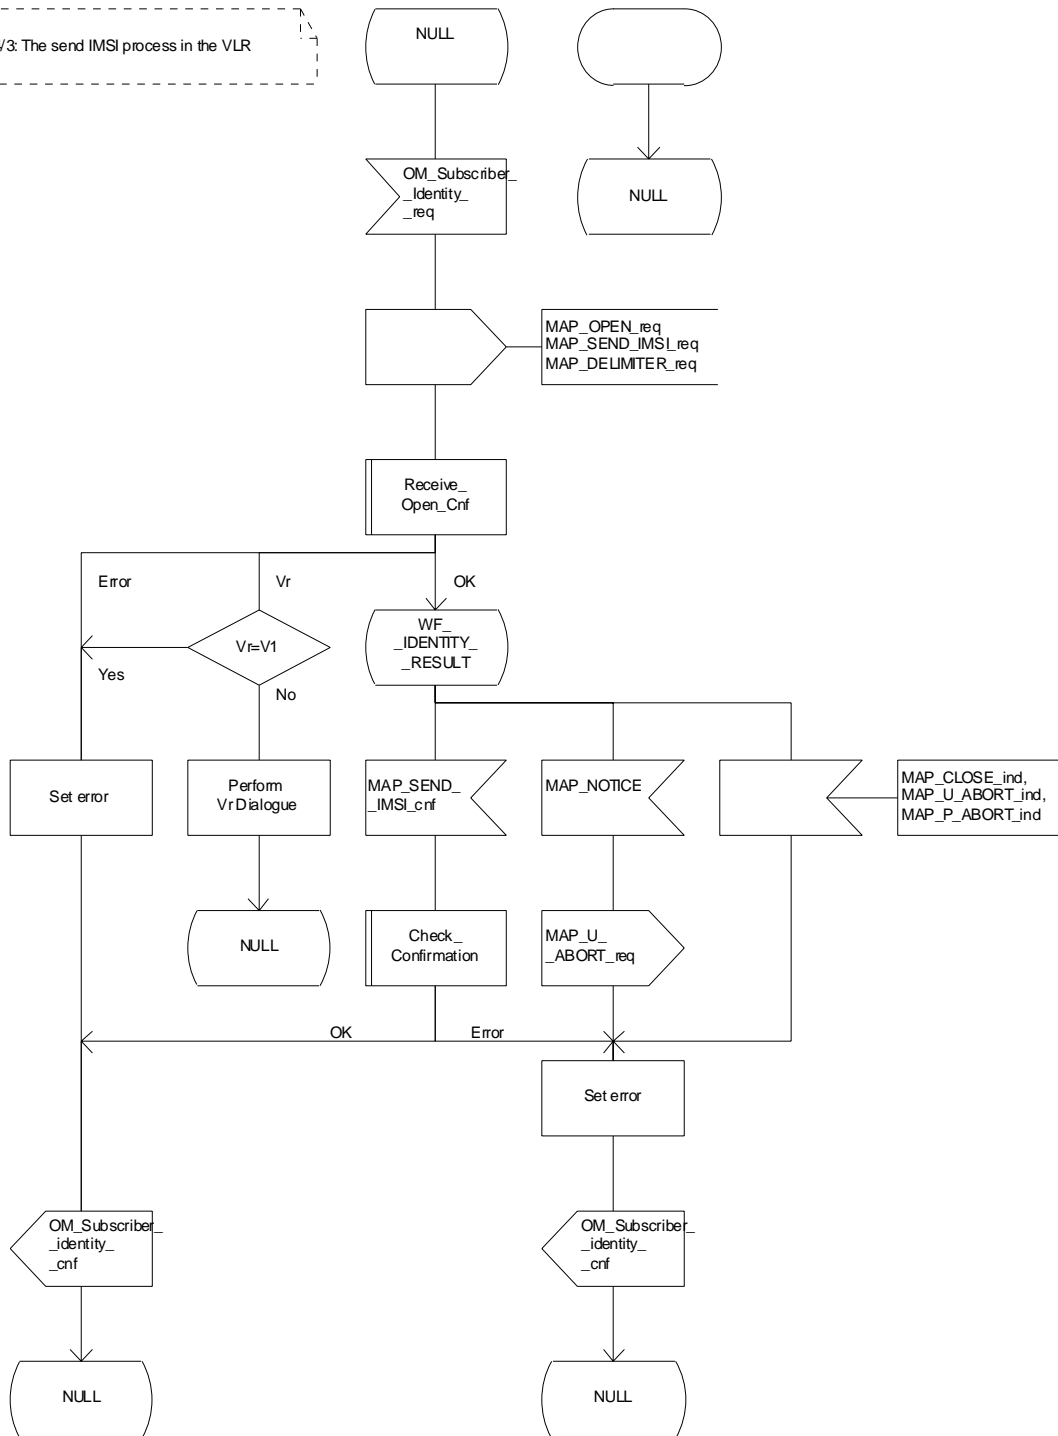 /3: The send IMSI process in the VLR
NULL
OM_Subscriber_
_Identity_
_req
NULL
MAP_OPEN_req
MAP_SEND_IMSI_req
MAP_DELIMITER_req
Receive_
Open_Cnf
Error
Vr
OK
Vr=V1
WF_
_IDENTITY_
_RESULT
Yes
No
Set error
Perform
Vr Dialogue
MAP_SEND_
_IMSI_cnf
MAP_NOTICE
MAP_CLOSE_ind,
MAP_U_ABORT_ind,
MAP_P_ABORT_ind
NULL
Check_
Confirmation
MAP_U_
_ABORT_req
OK
Error
Set error
OM_Subscriber_
_identity_
_cnf
OM_Subscriber_
_identity_
_cnf
NULL
NULL